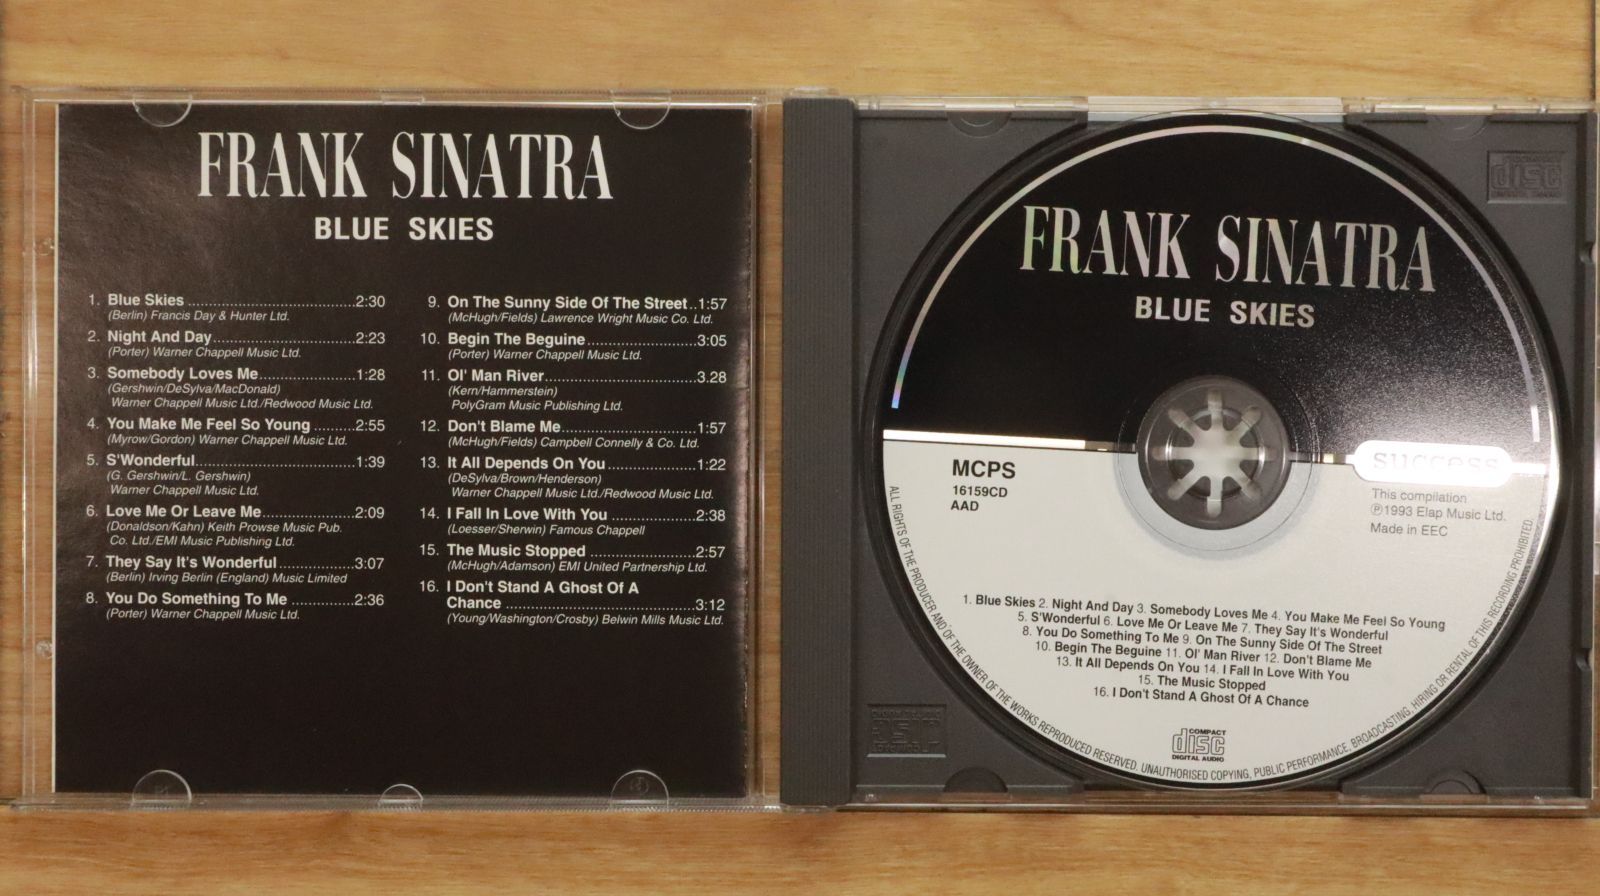 FRANK SINATRA
BLUE SKIES
1. Blue Skies ...................................2:30
(Berlin) Francis Day & Hunter Ltd.
2. Night And Day..............................2:23
(Porter) Warner Chappell Music Ltd.
3. Somebody Loves Me....................1:28
(Gershwin/DeSylva/MacDonald)
Warner Chappell Music Ltd./Redwood Music Ltd.
4. You Make Me Feel So Young .........2:55
(Myrow/Gordon) Warner Chappell Music Ltd.
5. S'Wonderful..................................1:39
(G. Gershwin/L. Gershwin)
Warner Chappell Music Ltd.
6. Love Me Or Leave Me....................2:09
(Donaldson/Kahn) Keith Prowse Music Pub.
Co. Ltd./EMI Music Publishing Ltd.
7. They Say It's Wonderful ................3:07
(Berlin) Irving Berlin (England) Music Limited
8. You Do Something To Me .............2:36
(Porter) Warner Chappell Music Ltd.
9. On The Sunny Side Of The Street..1:57
(McHugh/Fields) Lawrence Wright Music Co. Ltd.
10. Begin The Beguine .......................3:05
(Porter) Warner Chappell Music Ltd.
11. Ol' Man River................................3.28
(Kern/Hammerstein)
PolyGram Music Publishing Ltd.
12. Don't Blame Me............................1:57
(McHugh/Fields) Campbell Connelly & Co. Ltd.
13. It All Depends On You ..................1:22
(DeSylva/Brown/Henderson)
Warner Chappell Music Ltd./Redwood Music Ltd.
14. I Fall In Love With You .................2:38
(Loesser/Sherwin) Famous Chappell
15. The Music Stopped ......................2:57
(McHugh/Adamson) EMI United Partnership Ltd.
16. I Don't Stand A Ghost Of A
Chance ........................................3:12
(Young/Washington/Crosby) Belwin Mills Music Ltd.
FRANK SINATRA
BLUE SKIES
MCPS
16159CD
AAD
success
This compilation
℗1993 Elap Music Ltd.
Made in EEC
1. Blue Skies 2. Night And Day 3. Somebody Loves Me 4. You Make Me Feel So Young
5. S'Wonderful 6. Love Me Or Leave Me 7. They Say It's Wonderful
8. You Do Something To Me 9. On The Sunny Side Of The Street
10. Begin The Beguine 11. Ol' Man River 12. Don't Blame Me
13. It All Depends On You 14. I Fall In Love With You
15. The Music Stopped
16. I Don't Stand A Ghost Of A Chance
COMPACT
disc
DIGITAL AUDIO
ALL RIGHTS OF THE PRODUCER AND OF THE OWNER OF THE WORKS REPRODUCED RESERVED. UNAUTHORISED COPYING, PUBLIC PERFORMANCE, BROADCASTING, HIRING OR RENTAL OF THIS RECORDING PROHIBITED.
disc